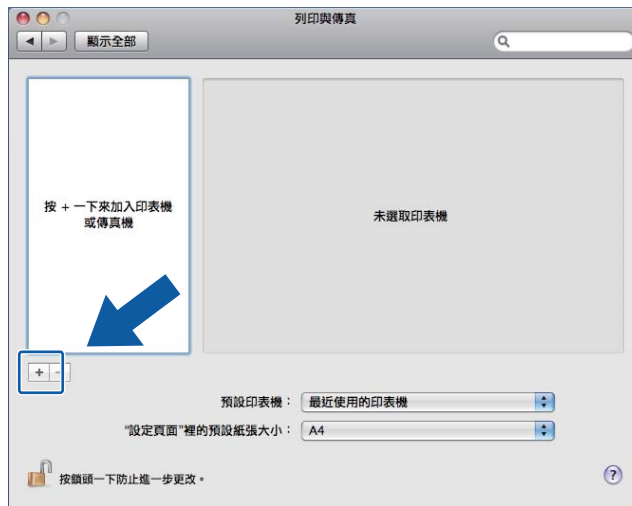 列印與傳真
顯示全部
按 + 一下來加入印表機
或傳真機
未選取印表機
+ -
預設印表機： 最近使用的印表機
“設定頁面”裡的預設紙張大小： A4
按鎖頭一下防止進一步更改。
?